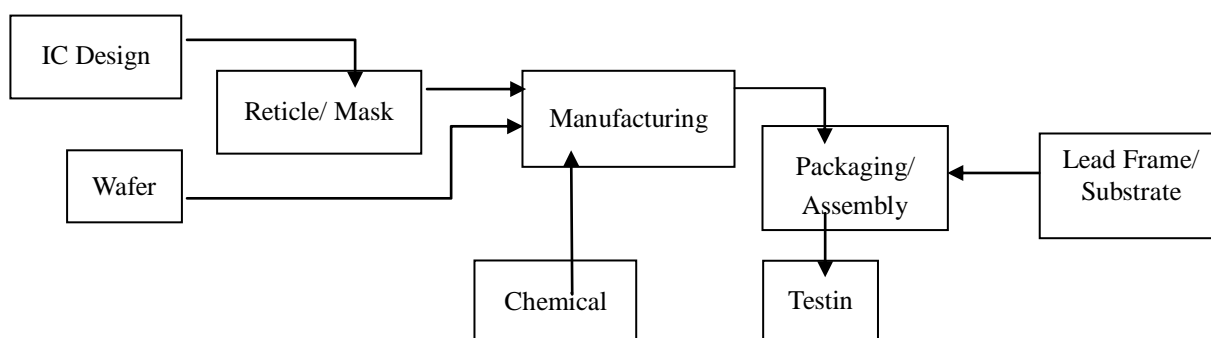 IC Design
Reticle/ Mask
Manufacturing
Wafer
Packaging/
Assembly
Lead Frame/
Substrate
Chemical
Testin